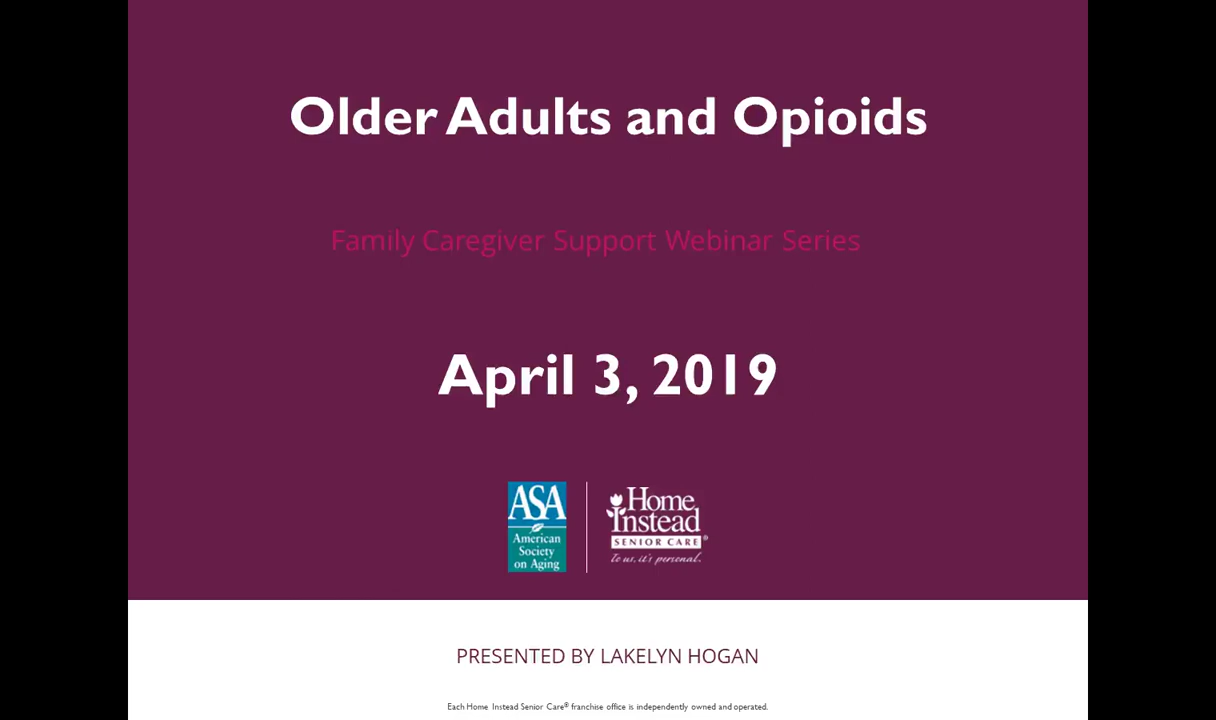 Older Adults and Opioids
Family Caregiver Support Webinar Series
April 3, 2019
ASA
American
Society
on Aging
Home
Instead
SENIOR CARE®
To us, it's personal.
PRESENTED BY LAKELYN HOGAN
Each Home Instead Senior Care® franchise office is independently owned and operated.